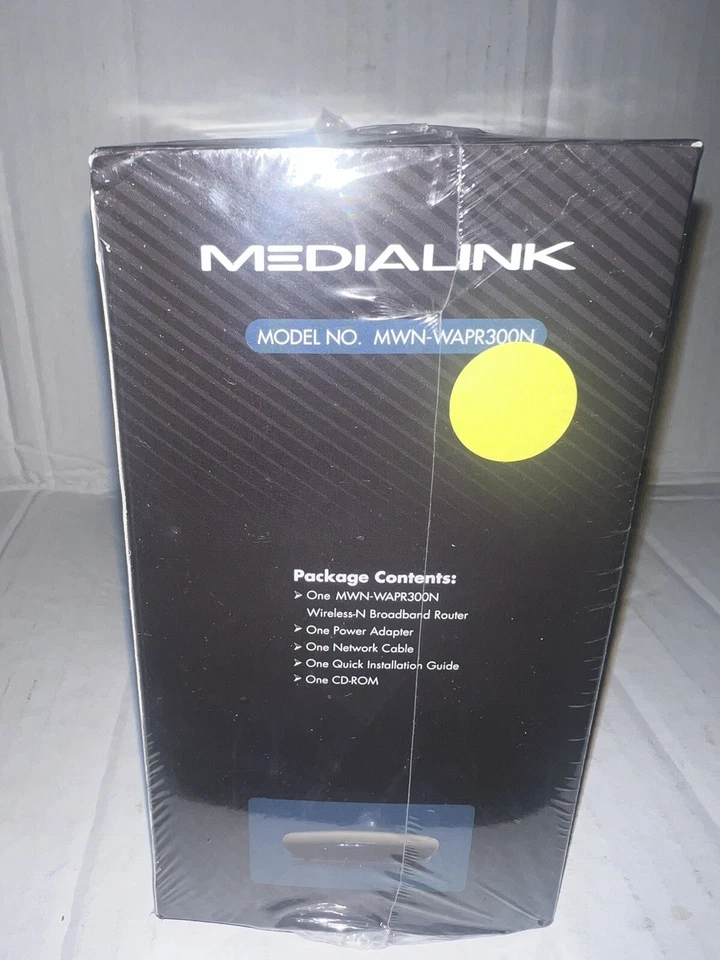 MEDIALINK
MODEL NO. MWN-WAPR300N
Package Contents:
➤ One MWN-WAPR300N
Wireless-N Broadband Router
➤ One Power Adapter
➤ One Network Cable
➤ One Quick Installation Guide
➤ One CD-ROM